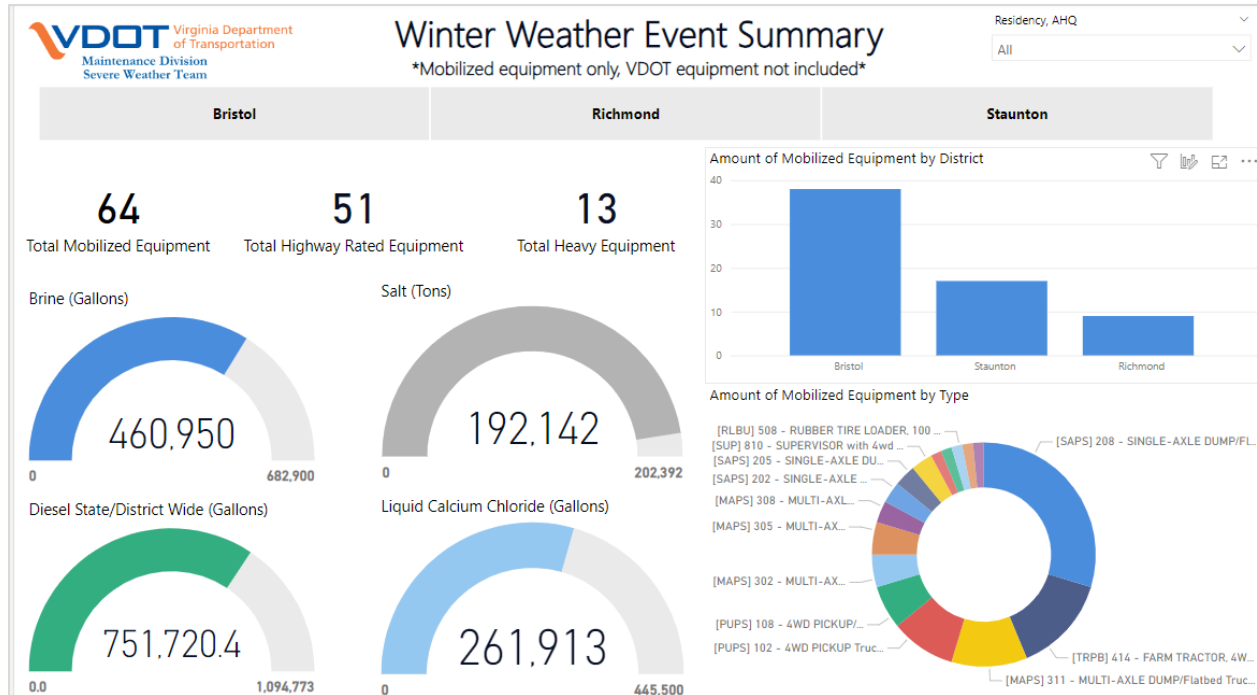 VDOT Virginia Department
of Transportation
Maintenance Division
Severe Weather Team
Winter Weather Event Summary
*Mobilized equipment only, VDOT equipment not included*
Residency, AHQ
All
Bristol
Richmond
Staunton
64
Total Mobilized Equipment
51
Total Highway Rated Equipment
13
Total Heavy Equipment
Brine (Gallons)
460,950
0
682,900
Salt (Tons)
192,142
0
202,392
Diesel State/District Wide (Gallons)
751,720.4
0.0
1,094,773
Liquid Calcium Chloride (Gallons)
261,913
0
445,500
Amount of Mobilized Equipment by District
40
30
20
10
0
Bristol
Staunton
Richmond
Amount of Mobilized Equipment by Type
[RLBU] 508 - RUBBER TIRE LOADER, 100 ...
[SUP] 810 - SUPERVISOR with 4wd ...
[SAPS] 205 - SINGLE-AXLE DU...
[SAPS] 202 - SINGLE-AXLE ...
[MAPS] 308 - MULTI-AXL...
[MAPS] 305 - MULTI-AX...
[MAPS] 302 - MULTI-AX...
[PUPS] 108 - 4WD PICKUP/...
[PUPS] 102 - 4WD PICKUP Truc...
[SAPS] 208 - SINGLE-AXLE DUMP/FL...
[TRPB] 414 - FARM TRACTOR, 4W...
[MAPS] 311 - MULTI-AXLE DUMP/Flatbed Truc...